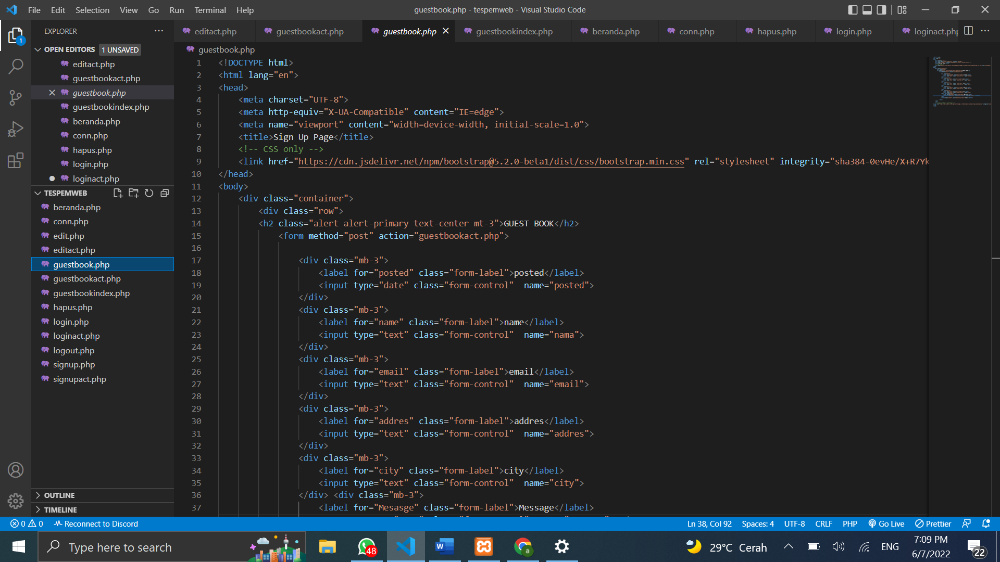 File Edit Selection View Go Run Terminal Help
guestbook.php - tespemweb - Visual Studio Code
EXPLORER
editact.php
guestbookact.php
guestbook.php
guestbookindex.php
beranda.php
conn.php
hapus.php
login.php
loginact.php
1
OPEN EDITORS 1 UNSAVED
editact.php
guestbookact.php
guestbook.php
guestbookindex.php
beranda.php
conn.php
hapus.php
login.php
loginact.php
TESPEMWEB
beranda.php
conn.php
edit.php
editact.php
guestbook.php
guestbookact.php
guestbookindex.php
hapus.php
login.php
loginact.php
logout.php
signup.php
signupact.php
OUTLINE
TIMELINE
guestbook.php
1 <!DOCTYPE html>
2 <html lang="en">
3 <head>
4 <meta charset="UTF-8">
5 <meta http-equiv="X-UA-Compatible" content="IE=edge">
6 <meta name="viewport" content="width=device-width, initial-scale=1.0">
7 <title>Sign Up Page</title>
8 <!-- CSS only -->
9 <link href="https://cdn.jsdelivr.net/npm/bootstrap@5.2.0-beta1/dist/css/bootstrap.min.css" rel="stylesheet" integrity="sha384-0evHe/X+R7Yk
10 </head>
11 <body>
12 <div class="container">
13 <div class="row">
14 <h2 class="alert alert-primary text-center mt-3">GUEST BOOK</h2>
15 <form method="post" action="guestbookact.php">
16
17 <div class="mb-3">
18 <label for="posted" class="form-label">posted</label>
19 <input type="date" class="form-control"  name="posted">
20 </div>
21 <div class="mb-3">
22 <label for="name" class="form-label">name</label>
23 <input type="text" class="form-control"  name="nama">
24 </div>
25 <div class="mb-3">
26 <label for="email" class="form-label">email</label>
27 <input type="text" class="form-control"  name="email">
28 </div>
29 <div class="mb-3">
30 <label for="addres" class="form-label">addres</label>
31 <input type="text" class="form-control"  name="addres">
32 </div>
33 <div class="mb-3">
34 <label for="city" class="form-label">city</label>
35 <input type="text" class="form-control"  name="city">
36 </div> <div class="mb-3">
37 <label for="Mesasge" class="form-label">Message</label>
0 0 Reconnect to Discord
Ln 38, Col 92 Spaces: 4 UTF-8 CRLF PHP Go Live Prettier
Type here to search
48
W
a
29°C Cerah
ENG
7:09 PM
6/7/2022
22